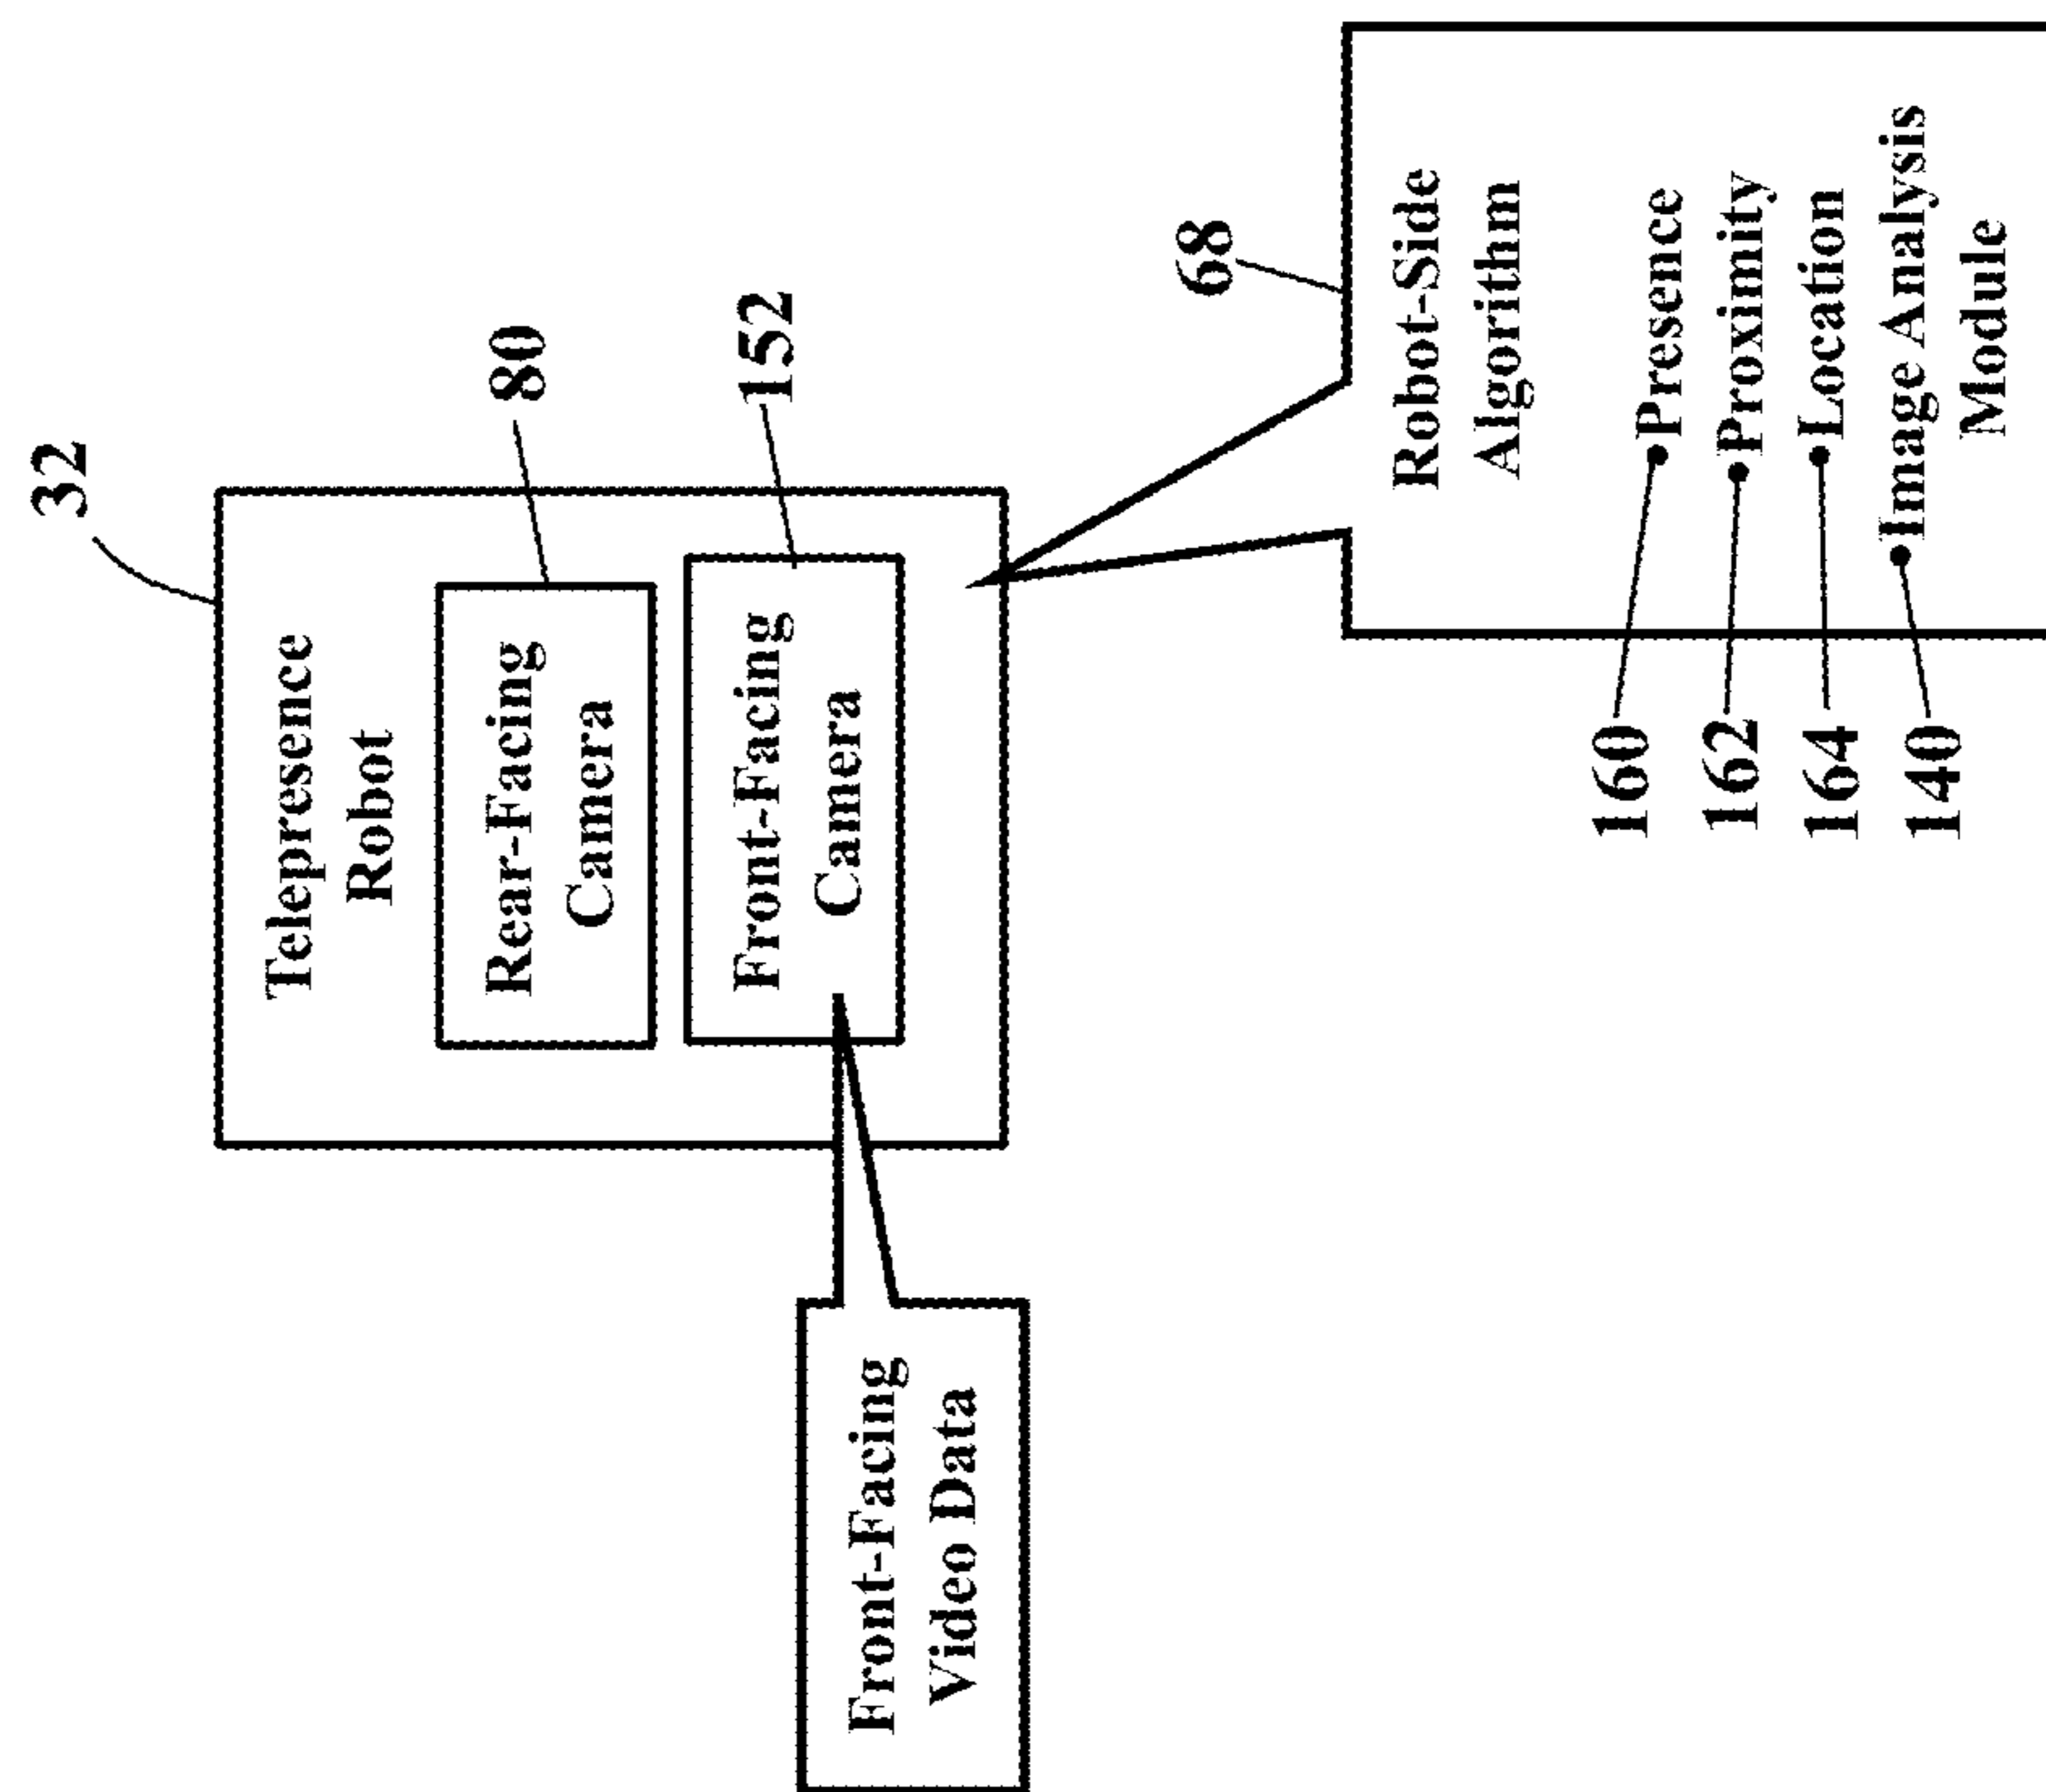 32
Telepresence
Robot
Rear-Facing
Camera
80
Front-Facing
Camera
152
Front-Facing
Video Data
68
Robot-Side
Algorithm
160
Presence
162
Proximity
164
Location
140
Image Analysis
Module